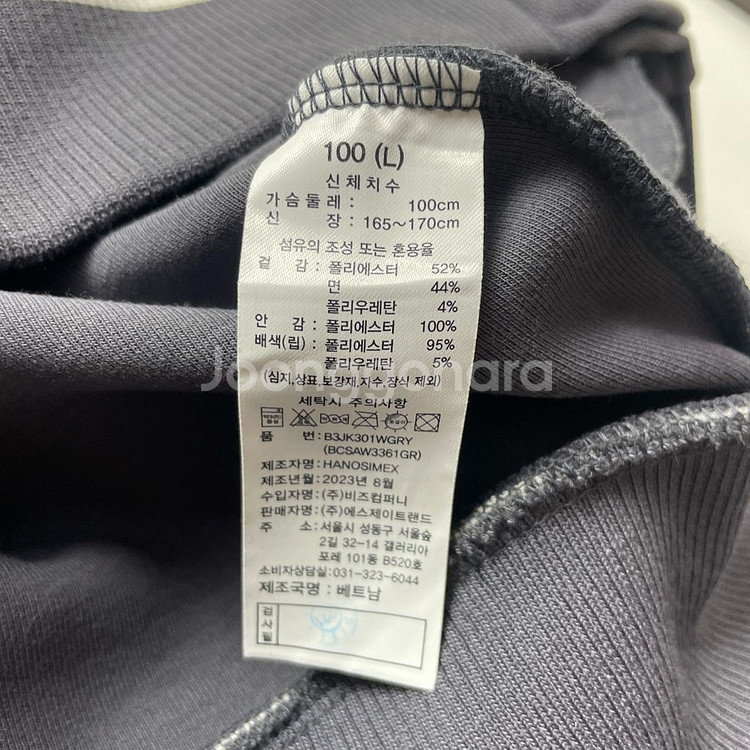 100 (L)
신체치수
가슴둘레 : 100cm
신 장 : 165~170cm
섬유의 조성 또는 혼용율
겉 감 : 폴리에스터 52%
면 44%
폴리우레탄 4%
안 감 : 폴리에스터 100%
배색(립) : 폴리에스터 95%
폴리우레탄 5%
(심지,상표,보강재,자수,장식 제외)
Joongonara
세탁시 주의사항
품 번 : B3JK301WGRY
(BCSAW3361GR)
제조자명 : HANOSIMEX
제조년월 : 2023년 8월
수입자명 : (주)비즈컴퍼니
판매자명 : (주)에스제이트랜드
주 소 : 서울시 성동구 서울숲
2길 32-14 갤러리아
포레 101동 B520호
소비자상담실 : 031-323-6044
제조국명 : 베트남
검사필